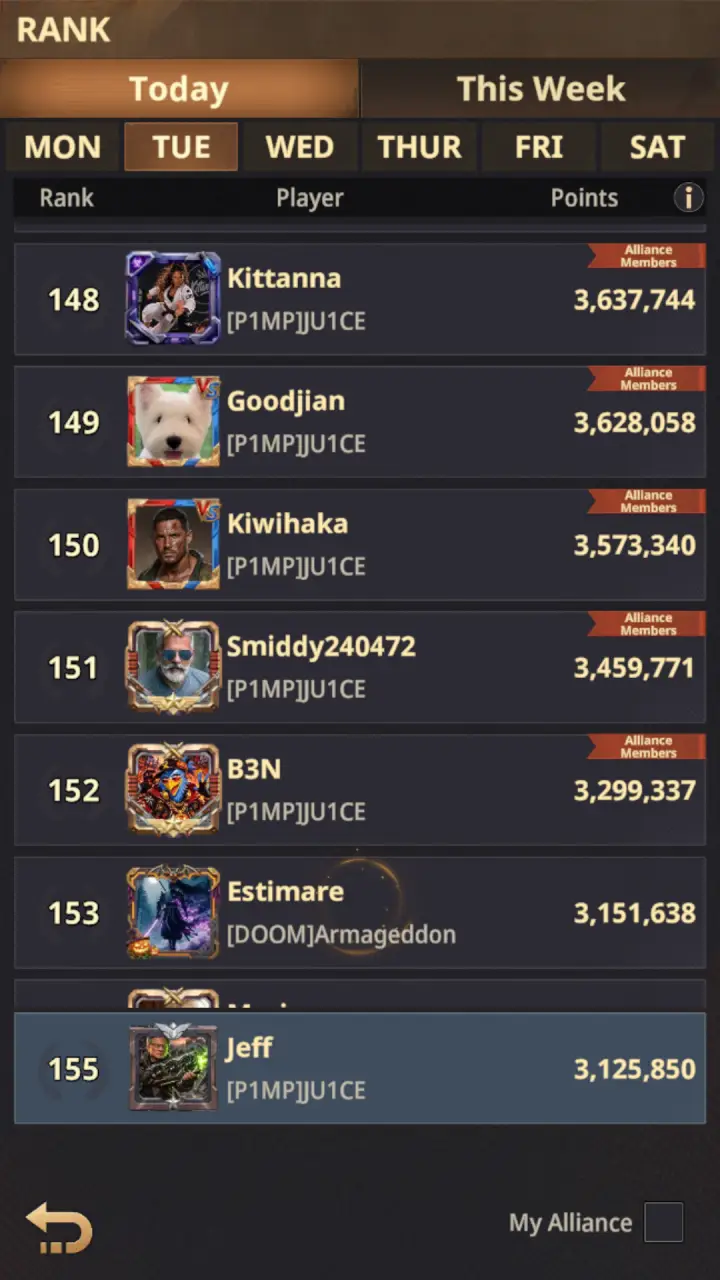 RANK
Today This Week
MON TUE WED THUR FRI SAT
Rank Player Points
Alliance
Members
148 Kittanna 3,637,744
[P1MP]JU1CE
Alliance
Members
149 Goodjian 3,628,058
[P1MP]JU1CE
Alliance
Members
150 Kiwihaka 3,573,340
[P1MP]JU1CE
Alliance
Members
151 Smiddy240472 3,459,771
[P1MP]JU1CE
Alliance
Members
152 B3N 3,299,337
[P1MP]JU1CE
153 Estimare 3,151,638
[DOOM]Armageddon
155 Jeff 3,125,850
[P1MP]JU1CE
My Alliance